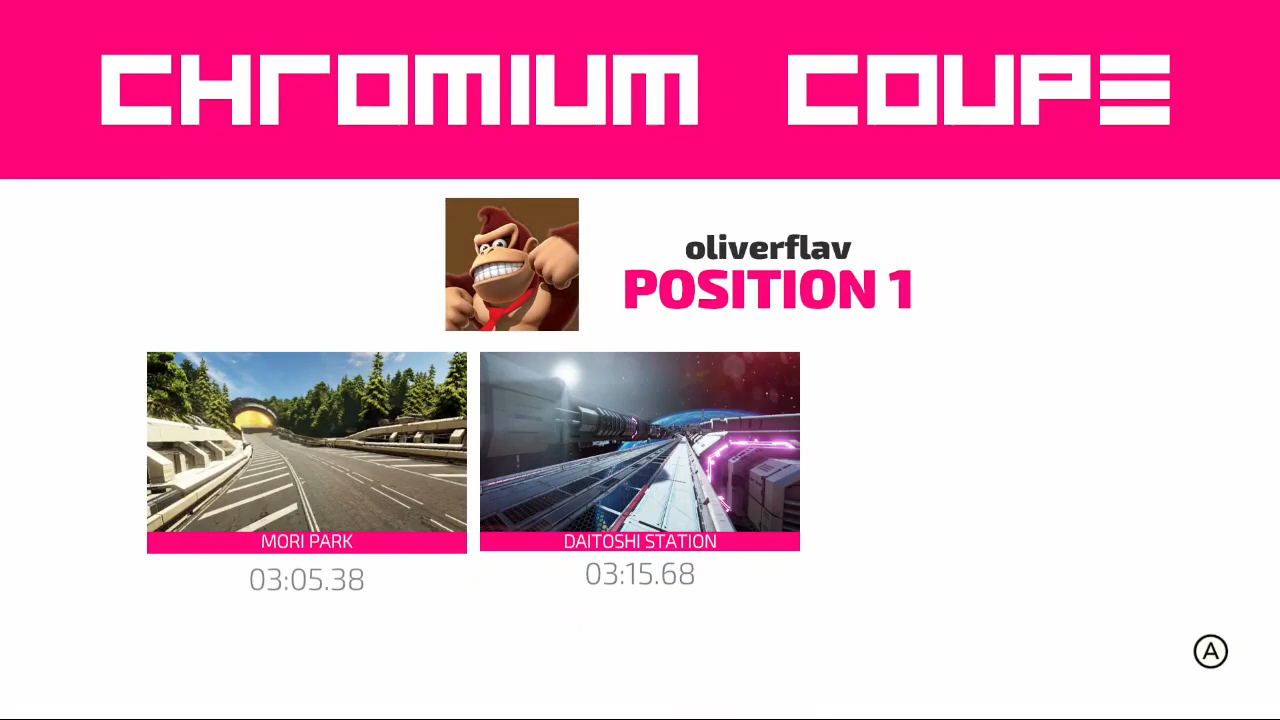 CHROMIUM COUPE
oliverflav
POSITION 1
MORI PARK
DAITOSHI STATION
03:05.38
03:15.68
A